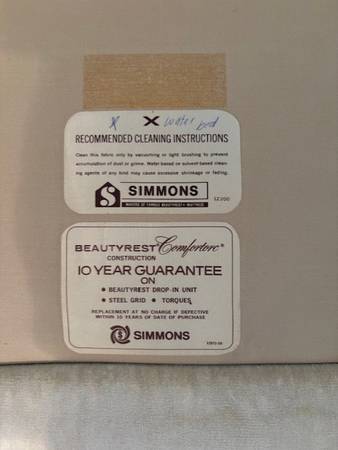 X X water bed
RECOMMENDED CLEANING INSTRUCTIONS
Clean this fabric only by vacuuming or light brushing to prevent
accumulation of dust or grime. Water-based or solvent-based clean-
ing agents of any kind may cause excessive shrinkage or fading.
S SIMMONS
MAKERS OF FAMOUS BEAUTYREST® MATTRESS
BEAUTYREST Comfortorc®
CONSTRUCTION
10 YEAR GUARANTEE
ON
• BEAUTYREST DROP-IN UNIT
• STEEL GRID • TORQUES
REPLACEMENT AT NO CHARGE IF DEFECTIVE
WITHIN 10 YEARS OF DATE OF PURCHASE
SIMMONS